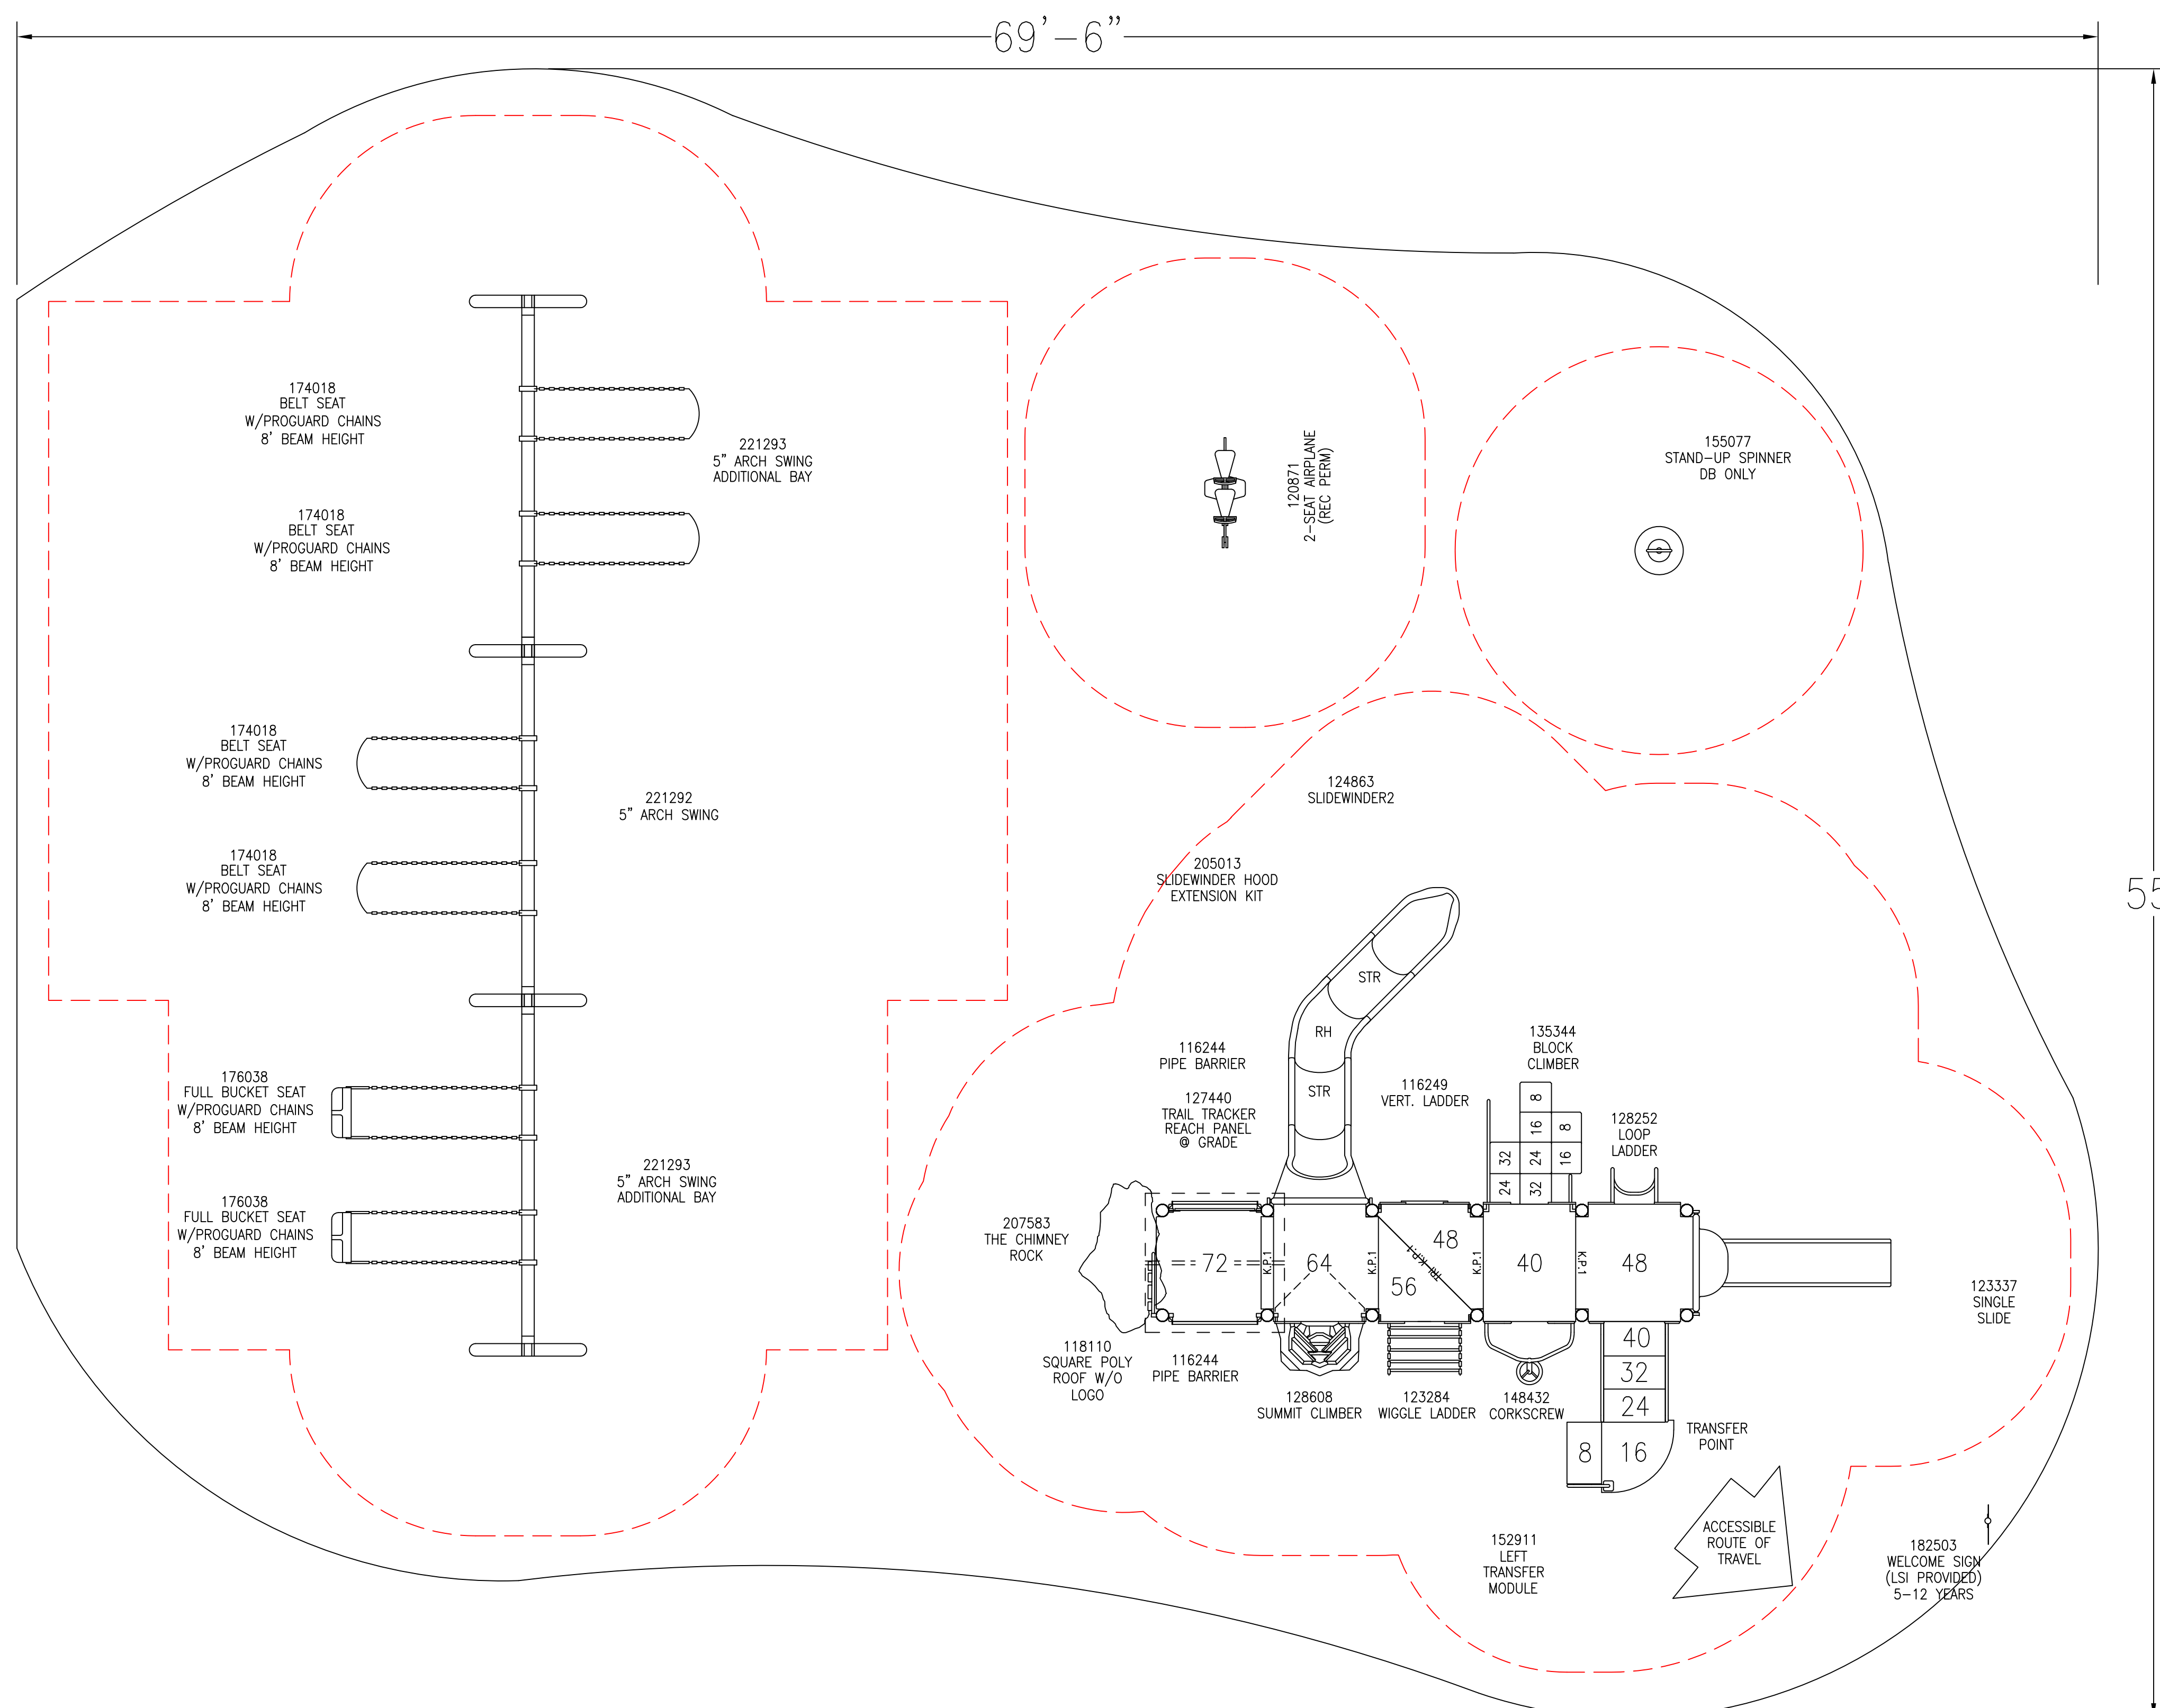 69'-6"
174018
BELT SEAT
W/PROGUARD CHAINS
8' BEAM HEIGHT
221293
5" ARCH SWING
ADDITIONAL BAY
174018
BELT SEAT
W/PROGUARD CHAINS
8' BEAM HEIGHT
120871
2-SEAT AIRPLANE
(REC PERM)
155077
STAND-UP SPINNER
DB ONLY
174018
BELT SEAT
W/PROGUARD CHAINS
8' BEAM HEIGHT
221292
5" ARCH SWING
174018
BELT SEAT
W/PROGUARD CHAINS
8' BEAM HEIGHT
124863
SLIDEWINDER2
205013
SLIDEWINDER HOOD
EXTENSION KIT
55
STR
RH
STR
176038
FULL BUCKET SEAT
W/PROGUARD CHAINS
8' BEAM HEIGHT
221293
5" ARCH SWING
ADDITIONAL BAY
176038
FULL BUCKET SEAT
W/PROGUARD CHAINS
8' BEAM HEIGHT
116244
PIPE BARRIER
127440
TRAIL TRACKER
REACH PANEL
@ GRADE
116249
VERT. LADDER
135344
BLOCK
CLIMBER
128252
LOOP
LADDER
8
16 8
32 24 16
24 32
207583
THE CHIMNEY
ROCK
72
K.P.1
64
K.P.1
48
TRI K.P.1
56
K.P.1
40
K.P.1
48
123337
SINGLE
SLIDE
118110
SQUARE POLY
ROOF W/O
LOGO
116244
PIPE BARRIER
128608
SUMMIT CLIMBER
123284
WIGGLE LADDER
148432
CORKSCREW
40
32
24
8 16
TRANSFER
POINT
152911
LEFT
TRANSFER
MODULE
ACCESSIBLE
ROUTE OF
TRAVEL
182503
WELCOME SIGN
(LSI PROVIDED)
5-12 YEARS